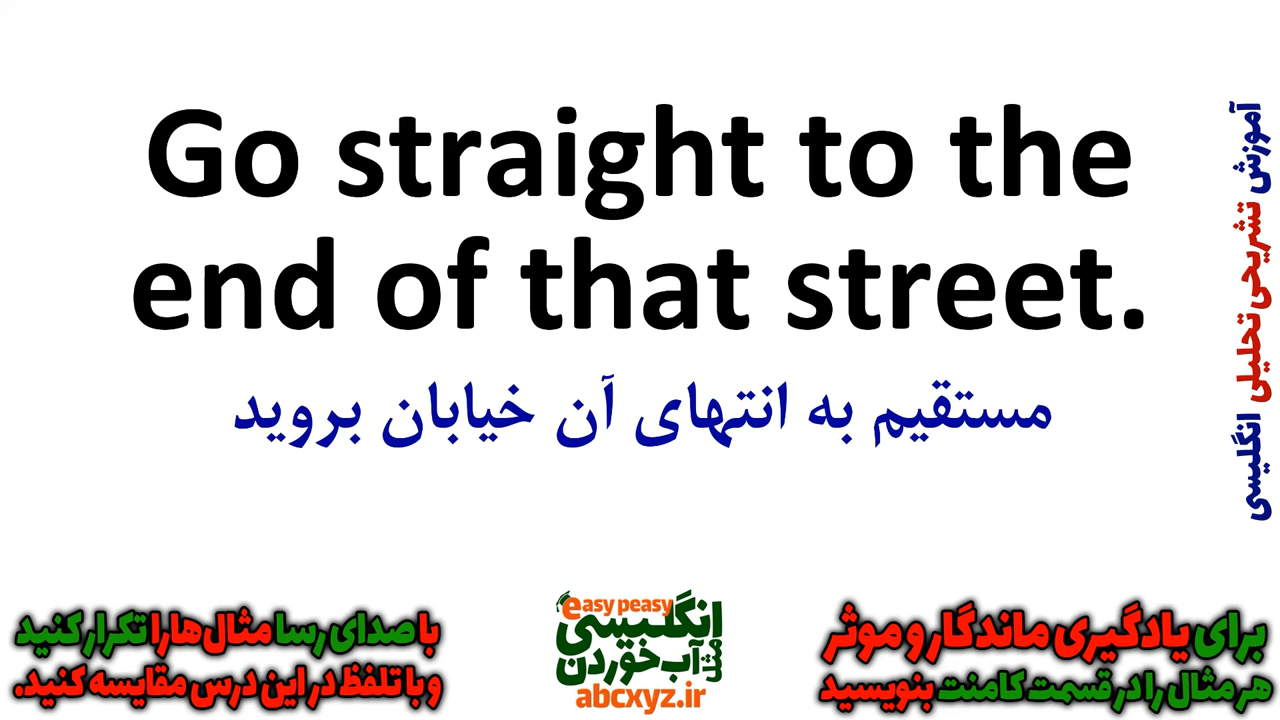 Go straight to the
end of that street.
مستقیم به انتهای آن خیابان بروید
آموزش تشریحی تحلیلی انگلیسی
برای یادگیری ماندگار و موثر
هر مثال را در قسمت کامنت بنویسید
easy peasy
انگلیسی
مثل آب خوردن
abcxyz.ir
با صدای رسا مثال‌ها را تکرار کنید
و با تلفظ در این درس مقایسه کنید.